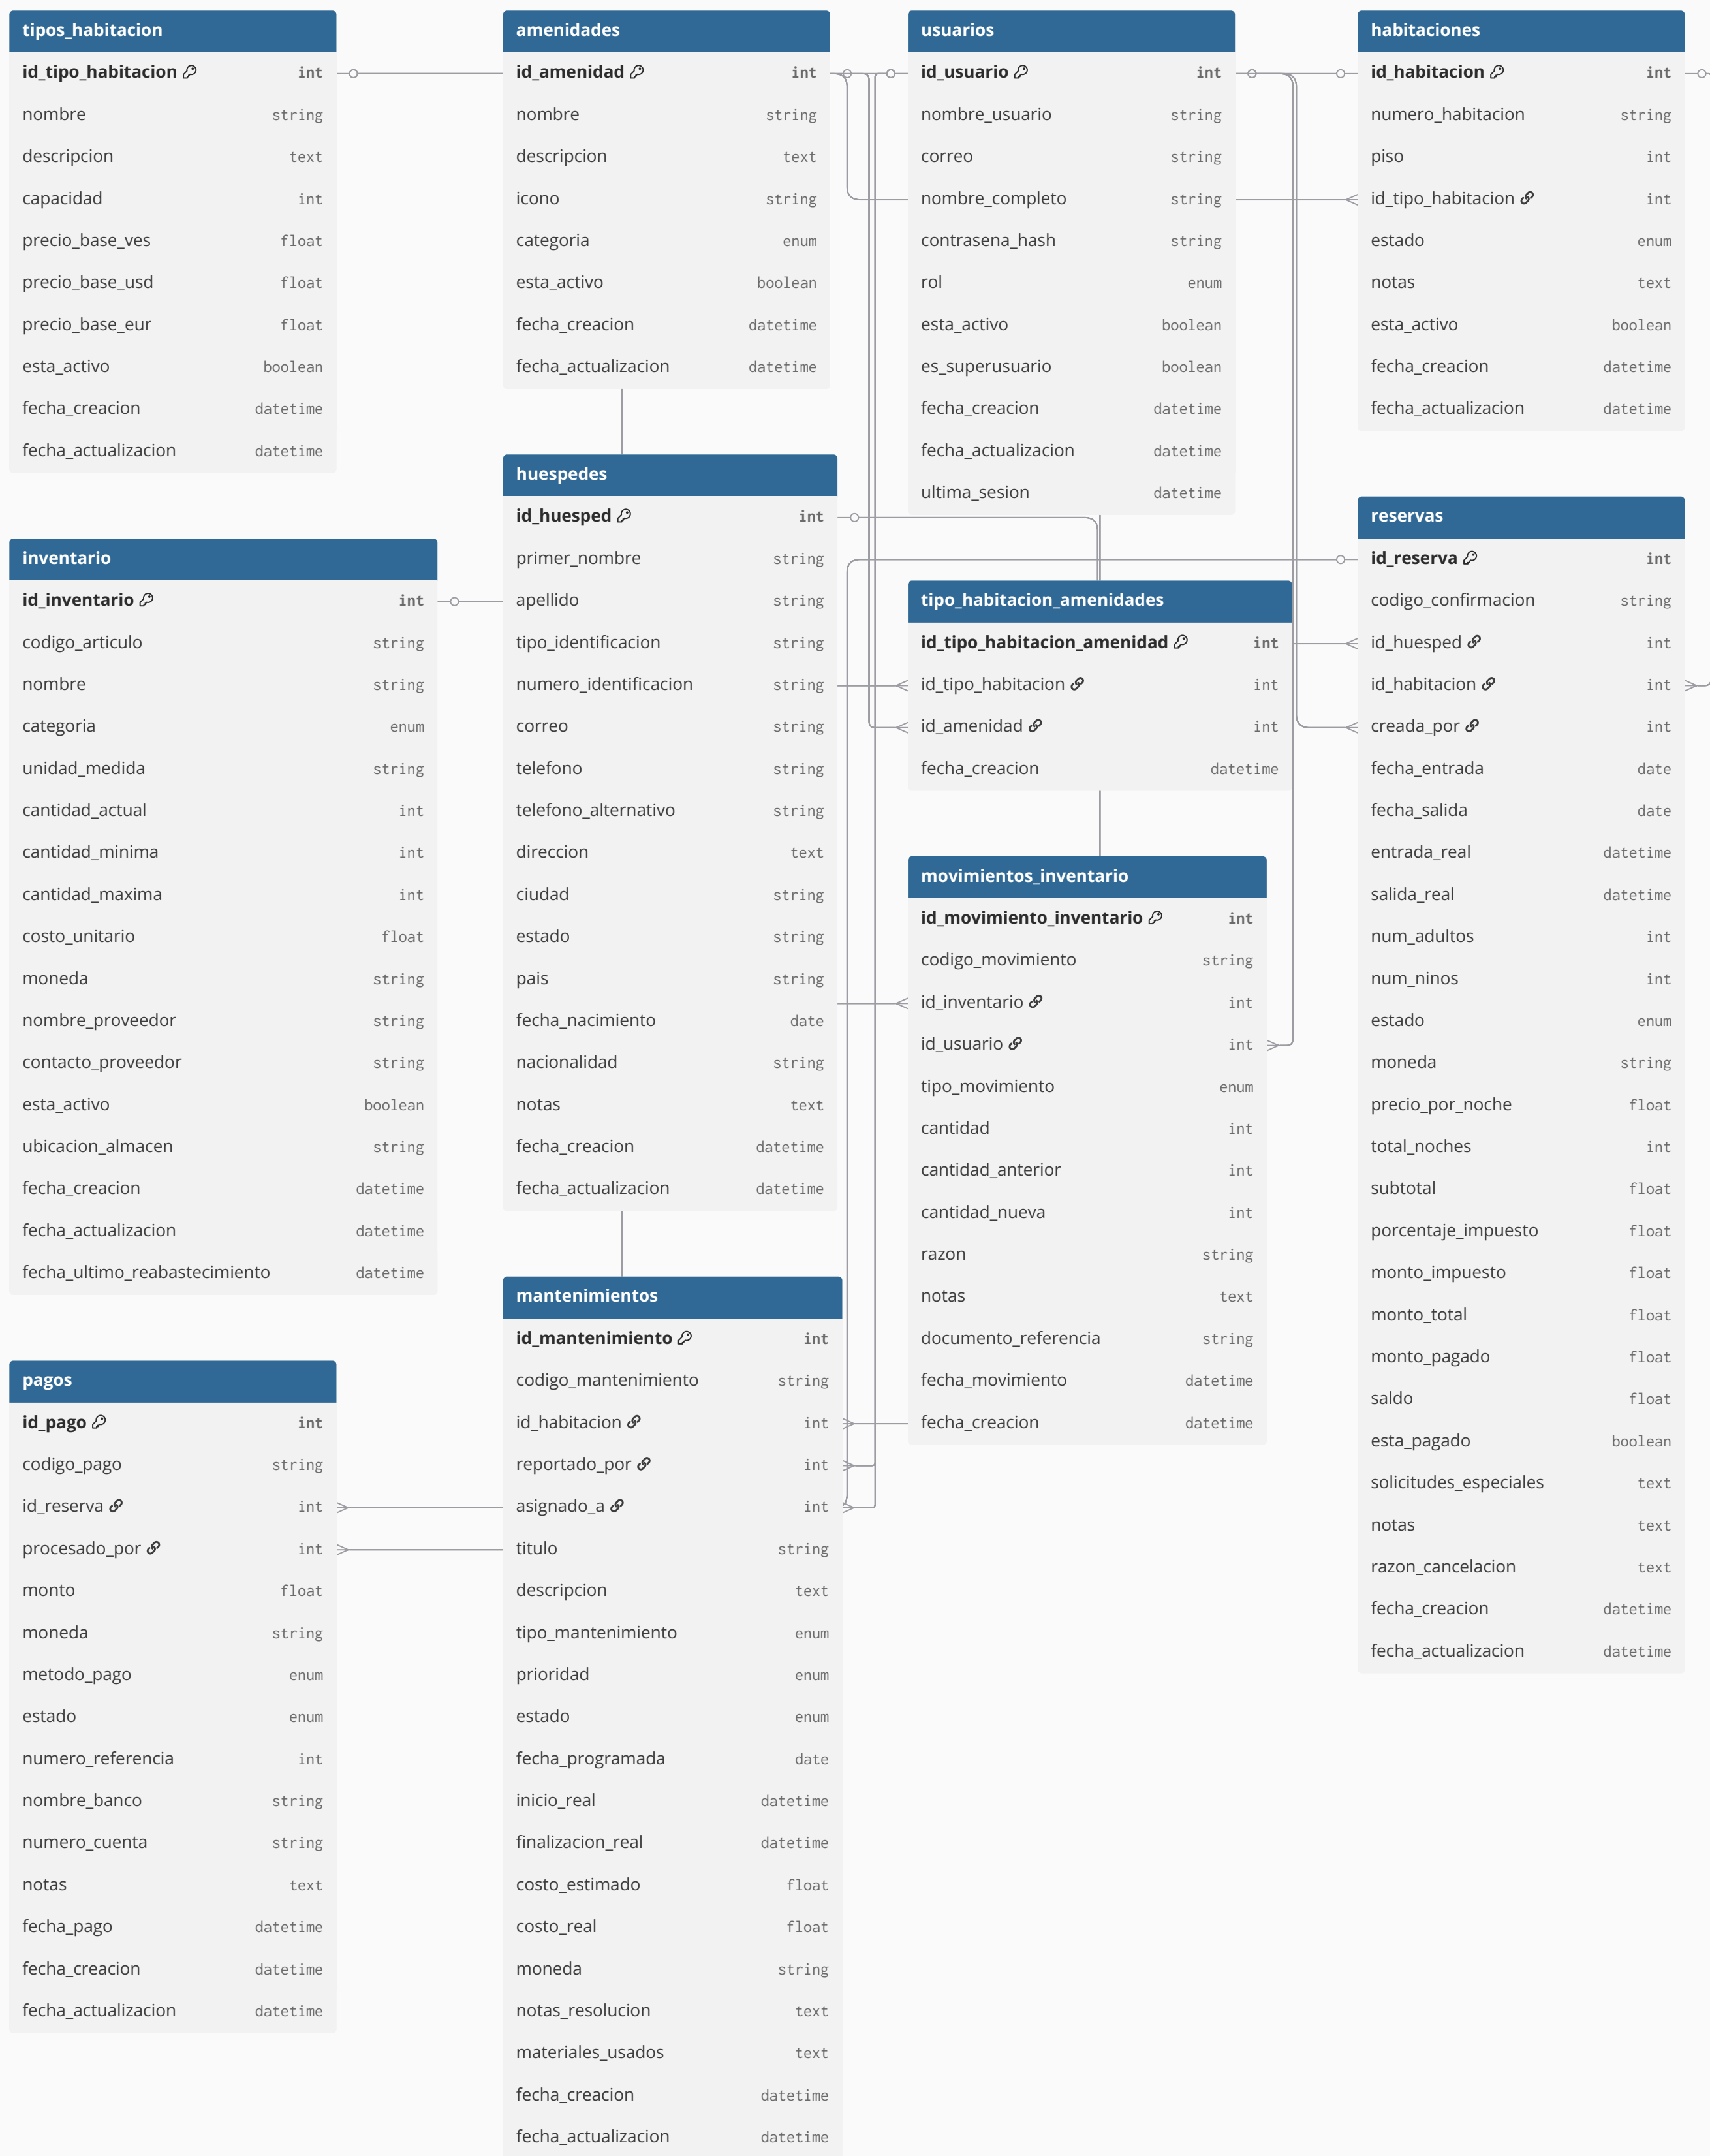 tipos_habitacion
id_tipo_habitacion int
nombre string
descripcion text
capacidad int
precio_base_ves float
precio_base_usd float
precio_base_eur float
esta_activo boolean
fecha_creacion datetime
fecha_actualizacion datetime
amenidades
id_amenidad int
nombre string
descripcion text
icono string
categoria enum
esta_activo boolean
fecha_creacion datetime
fecha_actualizacion datetime
usuarios
id_usuario int
nombre_usuario string
correo string
nombre_completo string
contrasena_hash string
rol enum
esta_activo boolean
es_superusuario boolean
fecha_creacion datetime
fecha_actualizacion datetime
ultima_sesion datetime
habitaciones
id_habitacion int
numero_habitacion string
piso int
id_tipo_habitacion int
estado enum
notas text
esta_activo boolean
fecha_creacion datetime
fecha_actualizacion datetime
inventario
id_inventario int
codigo_articulo string
nombre string
categoria enum
unidad_medida string
cantidad_actual int
cantidad_minima int
cantidad_maxima int
costo_unitario float
moneda string
nombre_proveedor string
contacto_proveedor string
esta_activo boolean
ubicacion_almacen string
fecha_creacion datetime
fecha_actualizacion datetime
fecha_ultimo_reabastecimiento datetime
huespedes
id_huesped int
primer_nombre string
apellido string
tipo_identificacion string
numero_identificacion string
correo string
telefono string
telefono_alternativo string
direccion text
ciudad string
estado string
pais string
fecha_nacimiento date
nacionalidad string
notas text
fecha_creacion datetime
fecha_actualizacion datetime
tipo_habitacion_amenidades
id_tipo_habitacion_amenidad int
id_tipo_habitacion int
id_amenidad int
fecha_creacion datetime
movimientos_inventario
id_movimiento_inventario int
codigo_movimiento string
id_inventario int
id_usuario int
tipo_movimiento enum
cantidad int
cantidad_anterior int
cantidad_nueva int
razon string
notas text
documento_referencia string
fecha_movimiento datetime
fecha_creacion datetime
reservas
id_reserva int
codigo_confirmacion string
id_huesped int
id_habitacion int
creada_por int
fecha_entrada date
fecha_salida date
entrada_real datetime
salida_real datetime
num_adultos int
num_ninos int
estado enum
moneda string
precio_por_noche float
total_noches int
subtotal float
porcentaje_impuesto float
monto_impuesto float
monto_total float
monto_pagado float
saldo float
esta_pagado boolean
solicitudes_especiales text
notas text
razon_cancelacion text
fecha_creacion datetime
fecha_actualizacion datetime
pagos
id_pago int
codigo_pago string
id_reserva int
procesado_por int
monto float
moneda string
metodo_pago enum
estado enum
numero_referencia int
nombre_banco string
numero_cuenta string
notas text
fecha_pago datetime
fecha_creacion datetime
fecha_actualizacion datetime
mantenimientos
id_mantenimiento int
codigo_mantenimiento string
id_habitacion int
reportado_por int
asignado_a int
titulo string
descripcion text
tipo_mantenimiento enum
prioridad enum
estado enum
fecha_programada date
inicio_real datetime
finalizacion_real datetime
costo_estimado float
costo_real float
moneda string
notas_resolucion text
materiales_usados text
fecha_creacion datetime
fecha_actualizacion datetime